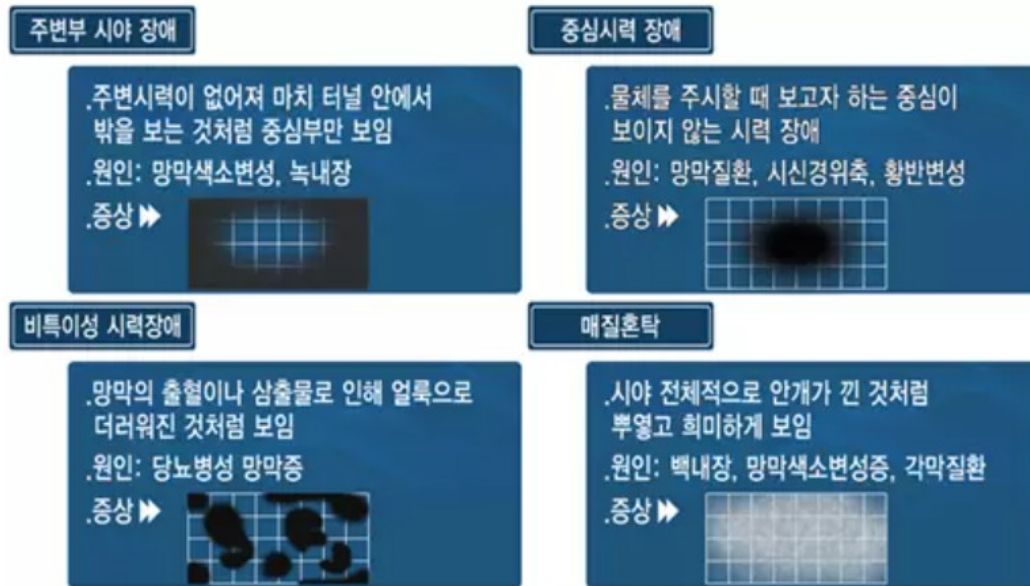 주변부 시야 장애
.주변시력이 없어져 마치 터널 안에서
밖을 보는 것처럼 중심부만 보임
.원인: 망막색소변성, 녹내장
.증상
중심시력 장애
.물체를 주시할 때 보고자 하는 중심이
보이지 않는 시력 장애
.원인: 망막질환, 시신경위축, 황반변성
.증상
비특이성 시력장애
.망막의 출혈이나 삼출물로 인해 얼룩으로
더러워진 것처럼 보임
.원인: 당뇨병성 망막증
.증상
매질혼탁
.시야 전체적으로 안개가 낀 것처럼
뿌옇고 희미하게 보임
.원인: 백내장, 망막색소변성증, 각막질환
.증상